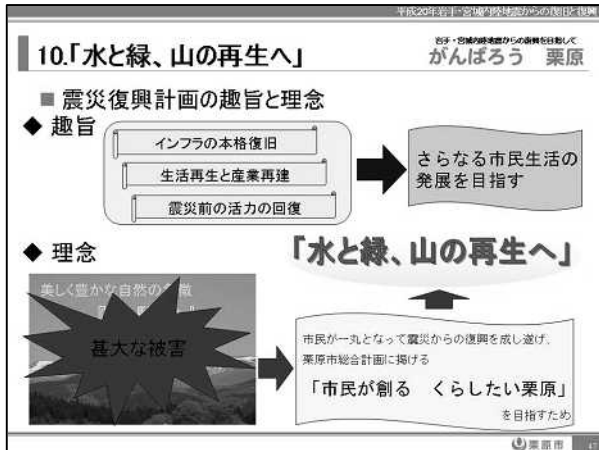 平成20年岩手・宮城内陸地震からの復旧と復興
10.「水と緑、山の再生へ」
岩手・宮城内陸地震からの復興を目指して
がんばろう 栗原
■ 震災復興計画の趣旨と理念
◆ 趣旨
インフラの本格復旧
生活再生と産業再建
震災前の活力の回復
さらなる市民生活の
発展を目指す
◆ 理念
美しく豊かな自然の
甚大な被害
「水と緑、山の再生へ」
市民が一丸となって震災からの復興を成し遂げ、
栗原市総合計画に掲げる
「市民が創る くらしたい栗原」
を目指すため
栗原市